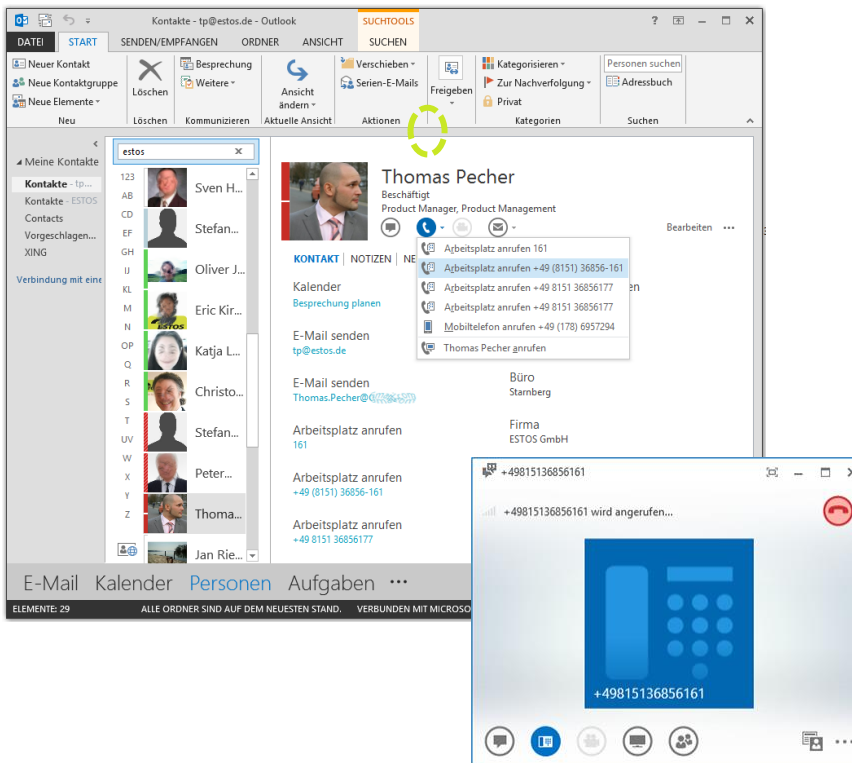 Kontakte - tp@estos.de - Outlook
SUCHTOOLS
DATEI START SENDEN/EMPFANGEN ORDNER ANSICHT SUCHEN
Neuer Kontakt
Neue Kontaktgruppe
Neue Elemente
Neu
Löschen
Löschen
Besprechung
Weitere
Kommunizieren
Ansicht
ändern
Aktuelle Ansicht
Verschieben
Serien-E-Mails
Aktionen
Freigeben
Kategorisieren
Zur Nachverfolgung
Privat
Kategorien
Personen suchen
Adressbuch
Suchen
Meine Kontakte
Kontakte - tp...
Kontakte - ESTOS
Contacts
Vorgeschlagen...
XING
Verbindung mit eine
estos
123
AB
CD
EF
GH
IJ
KL
M
N
OP
Q
R
S
T
UV
W
X
Y
Z
Sven H...
Stefan...
Oliver J...
Eric Kir...
ESTOS
Katja L...
Christo...
Stefan...
Peter...
Thoma...
Jan Rie...
Thomas Pecher
Beschäftigt
Product Manager, Product Management
Bearbeiten
KONTAKT NOTIZEN NE
Arbeitsplatz anrufen 161
Arbeitsplatz anrufen +49 (8151) 36856-161
Arbeitsplatz anrufen +49 8151 36856177
Arbeitsplatz anrufen +49 8151 36856177
Mobiltelefon anrufen +49 (178) 6957294
Thomas Pecher anrufen
Kalender
Besprechung planen
en
E-Mail senden
tp@estos.de
E-Mail senden
Thomas.Pecher@
Büro
Starnberg
Arbeitsplatz anrufen
161
Firma
ESTOS GmbH
Arbeitsplatz anrufen
+49 (8151) 36856-161
Arbeitsplatz anrufen
+49 8151 36856177
E-Mail Kalender Personen Aufgaben ...
ELEMENTE: 29 ALLE ORDNER SIND AUF DEM NEUESTEN STAND. VERBUNDEN MIT MICROSO
+49815136856161
+49815136856161 wird angerufen...
+49815136856161